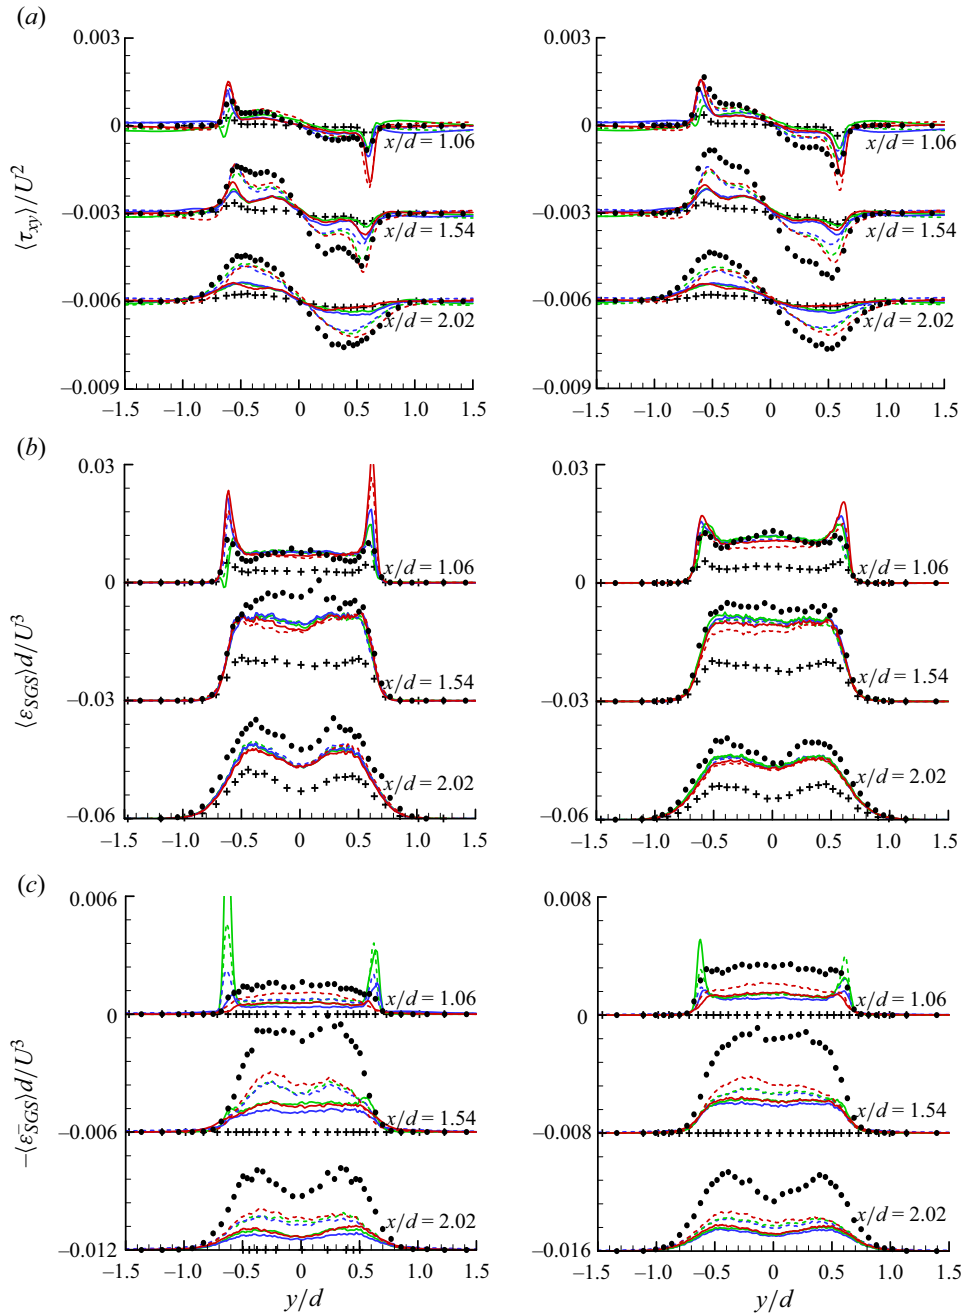 (a)
0.003
0
−0.003
−0.006
−0.009
⟨τxy⟩/U²
x/d = 1.06
x/d = 1.54
x/d = 2.02
−1.5 −1.0 −0.5 0 0.5 1.0 1.5
y/d
0.003
0
−0.003
−0.006
−0.009
x/d = 1.06
x/d = 1.54
x/d = 2.02
−1.5 −1.0 −0.5 0 0.5 1.0 1.5
y/d
(b)
0.03
0
−0.03
−0.06
⟨εSGS⟩d/U³
x/d = 1.06
x/d = 1.54
x/d = 2.02
−1.5 −1.0 −0.5 0 0.5 1.0 1.5
0.03
0
−0.03
−0.06
x/d = 1.06
x/d = 1.54
x/d = 2.02
−1.5 −1.0 −0.5 0 0.5 1.0 1.5
(c)
0.006
0
−0.006
−0.012
−⟨ε−SGS⟩d/U³
x/d = 1.06
x/d = 1.54
x/d = 2.02
−1.5 −1.0 −0.5 0 0.5 1.0 1.5
y/d
0.008
0
−0.008
−0.016
x/d = 1.06
x/d = 1.54
x/d = 2.02
−1.5 −1.0 −0.5 0 0.5 1.0 1.5
y/d